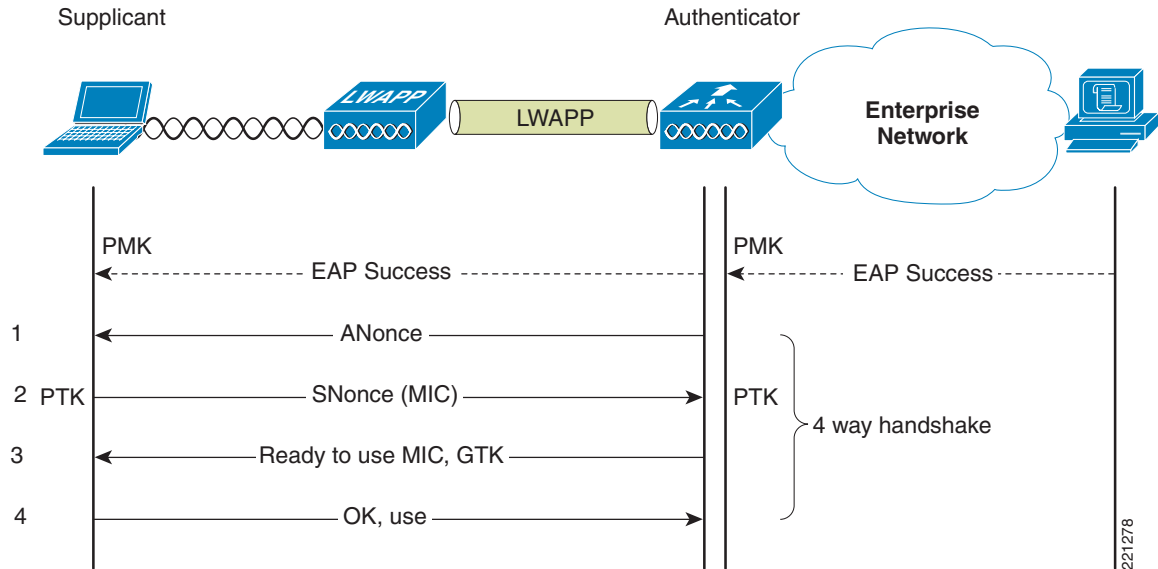 Supplicant
Authenticator
LWAPP
LWAPP
Enterprise
Network
PMK
EAP Success
PMK
EAP Success
1
ANonce
2
PTK
SNonce (MIC)
PTK
4 way handshake
3
Ready to use MIC, GTK
4
OK, use
221278